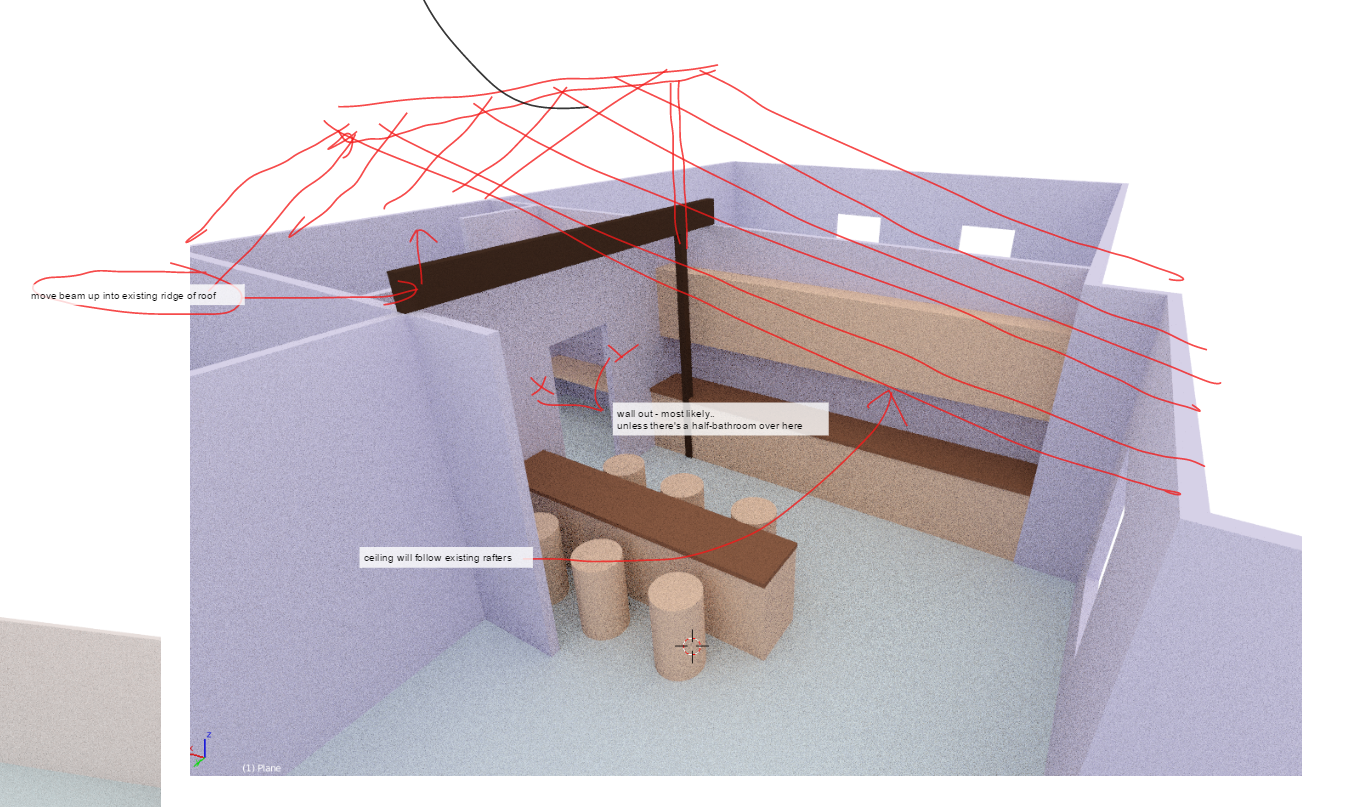 move beam up into existing ridge of roof
wall out - most likely..
unless there's a half-bathroom over here
ceiling will follow existing rafters
z
x
(1) Plane